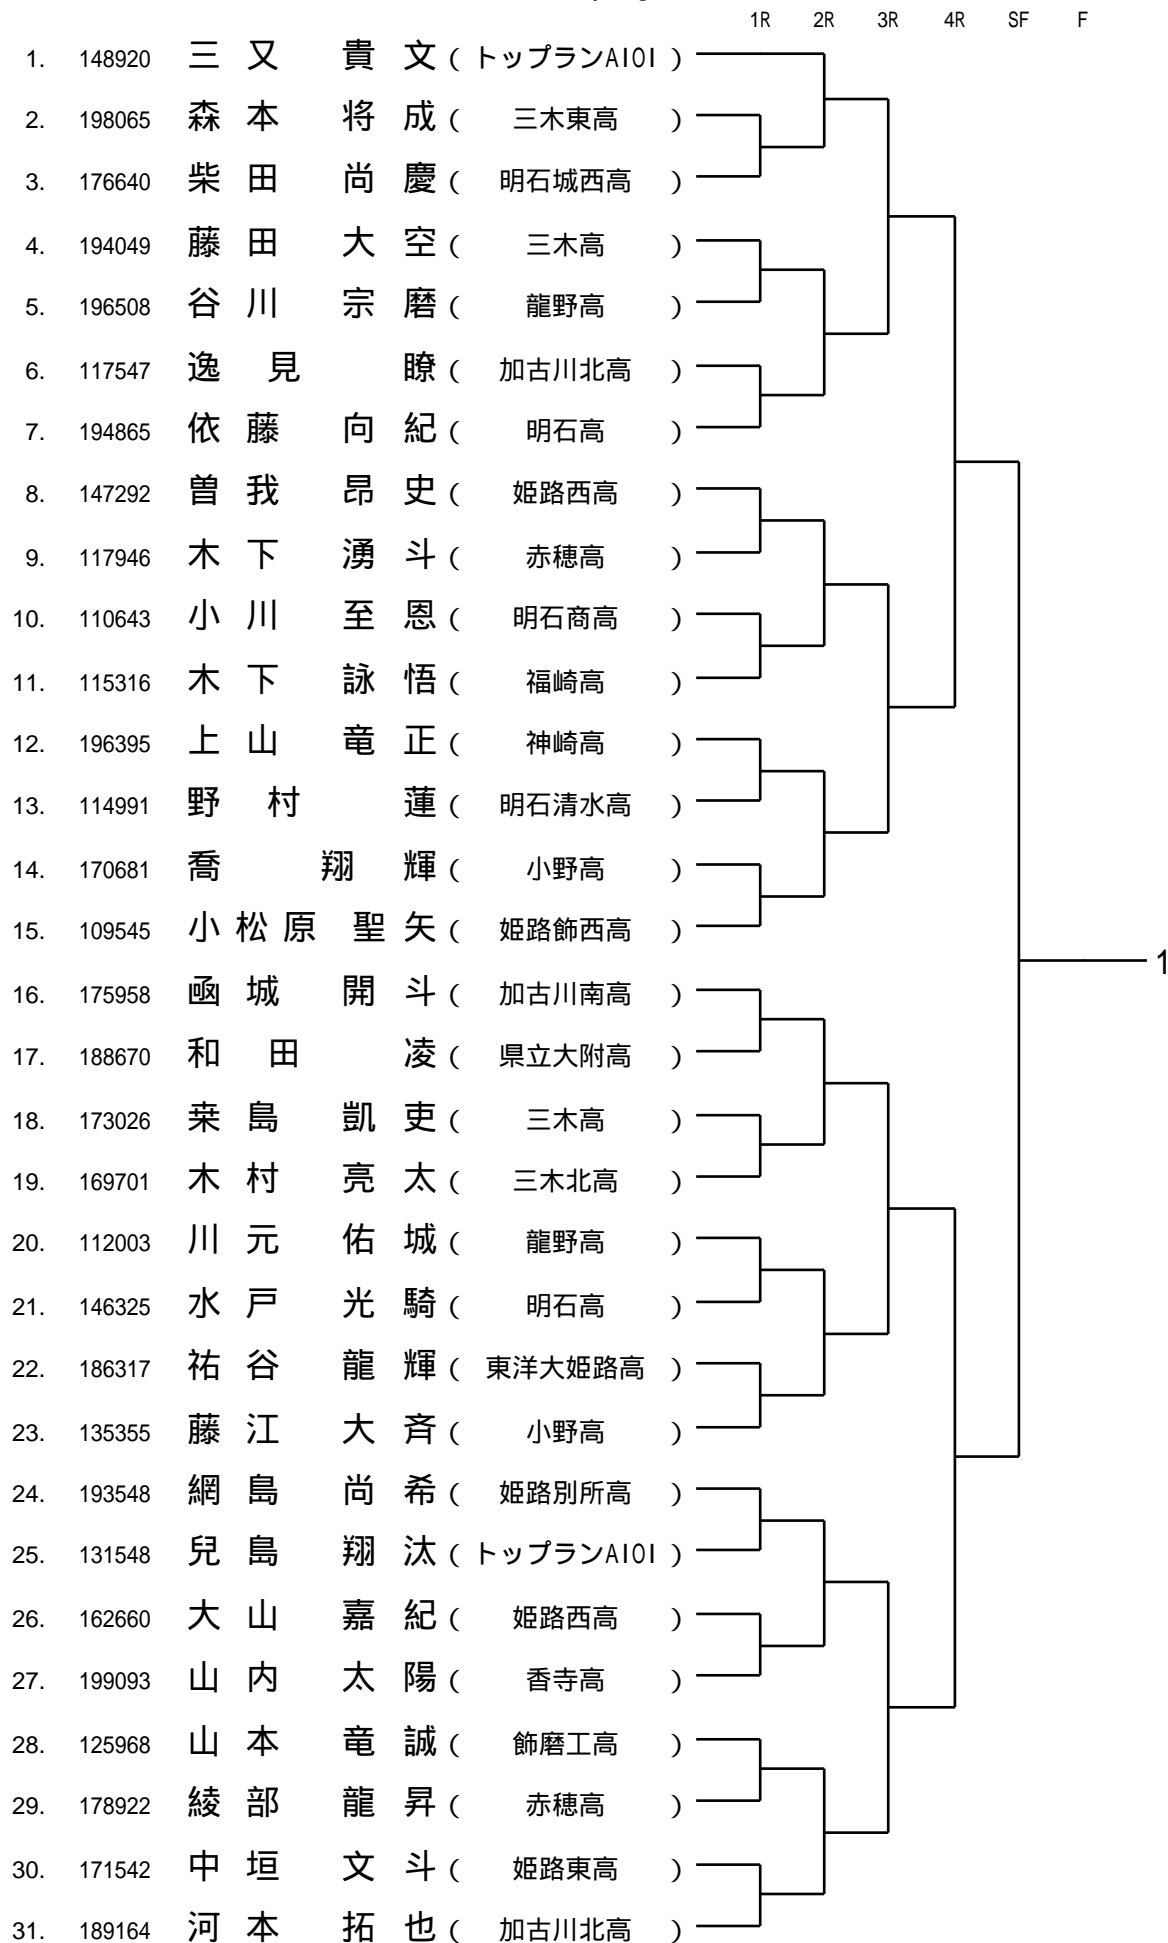 1R 2R 3R 4R SF F
1. 148920 三又 貴文 ( トップランAIOI )
2. 198065 森本 将成 ( 三木東高 )
3. 176640 柴田 尚慶 ( 明石城西高 )
4. 194049 藤田 大空 ( 三木高 )
5. 196508 谷川 宗磨 ( 龍野高 )
6. 117547 逸見 瞭 ( 加古川北高 )
7. 194865 依藤 向紀 ( 明石高 )
8. 147292 曽我 昂史 ( 姫路西高 )
9. 117946 木下 湧斗 ( 赤穂高 )
10. 110643 小川 至恩 ( 明石商高 )
11. 115316 木下 詠悟 ( 福崎高 )
12. 196395 上山 竜正 ( 神崎高 )
13. 114991 野村 蓮 ( 明石清水高 )
14. 170681 喬 翔輝 ( 小野高 )
15. 109545 小松原 聖矢 ( 姫路飾西高 )
1
16. 175958 凾城 開斗 ( 加古川南高 )
17. 188670 和田 凌 ( 県立大附高 )
18. 173026 桒島 凱吏 ( 三木高 )
19. 169701 木村 亮太 ( 三木北高 )
20. 112003 川元 佑城 ( 龍野高 )
21. 146325 水戸 光騎 ( 明石高 )
22. 186317 祐谷 龍輝 ( 東洋大姫路高 )
23. 135355 藤江 大斉 ( 小野高 )
24. 193548 網島 尚希 ( 姫路別所高 )
25. 131548 兒島 翔汰 ( トップランAIOI )
26. 162660 大山 嘉紀 ( 姫路西高 )
27. 199093 山内 太陽 ( 香寺高 )
28. 125968 山本 竜誠 ( 飾磨工高 )
29. 178922 綾部 龍昇 ( 赤穂高 )
30. 171542 中垣 文斗 ( 姫路東高 )
31. 189164 河本 拓也 ( 加古川北高 )